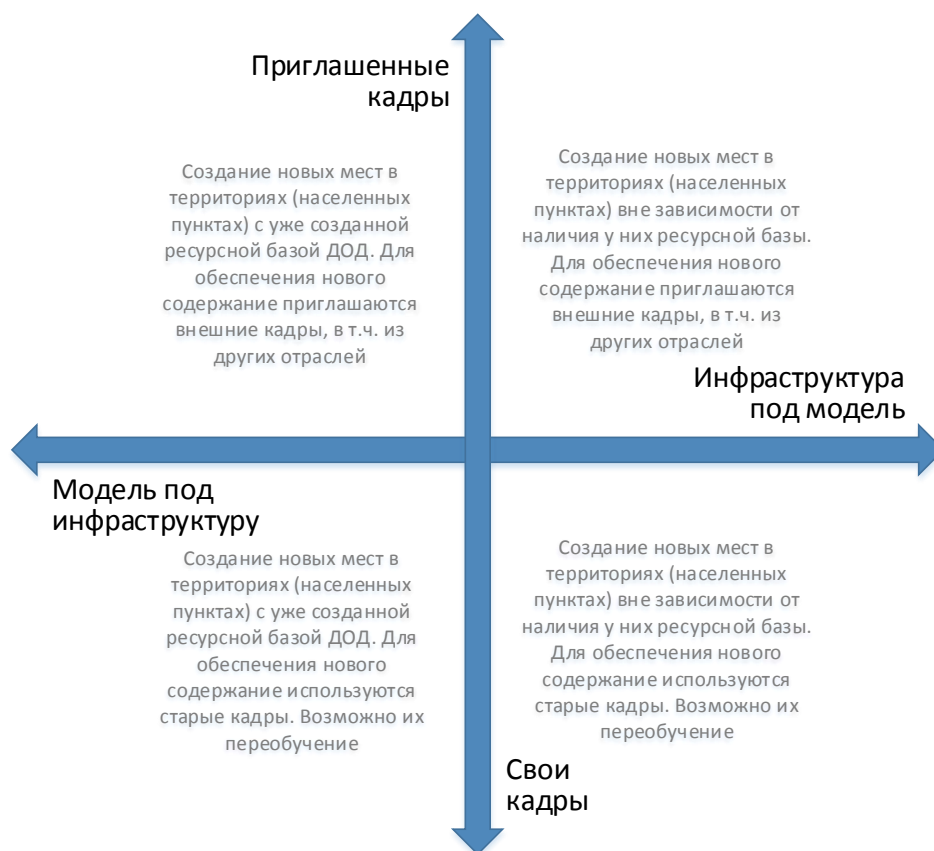 Приглашенные
кадры
Создание новых мест в
территориях (населенных
пунктах) с уже созданной
ресурсной базой ДОД. Для
обеспечения нового
содержание приглашаются
внешние кадры, в т.ч. из
других отраслей
Создание новых мест в
территориях (населенных
пунктах) вне зависимости от
наличия у них ресурсной базы.
Для обеспечения нового
содержание приглашаются
внешние кадры, в т.ч. из
других отраслей
Инфраструктура
под модель
Модель под
инфраструктуру
Создание новых мест в
территориях (населенных
пунктах) с уже созданной
ресурсной базой ДОД. Для
обеспечения нового
содержание используются
старые кадры. Возможно их
переобучение
Создание новых мест в
территориях (населенных
пунктах) вне зависимости от
наличия у них ресурсной базы.
Для обеспечения нового
содержание используются
старые кадры. Возможно их
переобучение
Свои
кадры